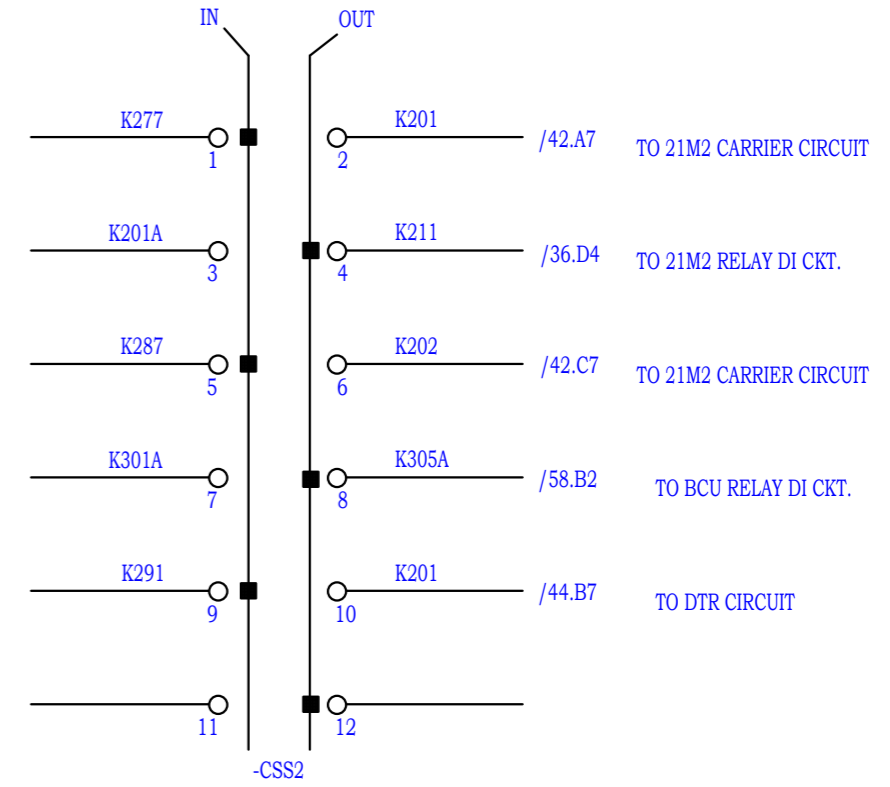 IN
OUT
K277
K201
1
2
/42.A7
TO 21M2 CARRIER CIRCUIT
K201A
K211
3
4
/36.D4
TO 21M2 RELAY DI CKT.
K287
K202
5
6
/42.C7
TO 21M2 CARRIER CIRCUIT
K301A
K305A
7
8
/58.B2
TO BCU RELAY DI CKT.
K291
K201
9
10
/44.B7
TO DTR CIRCUIT
11
12
-CSS2